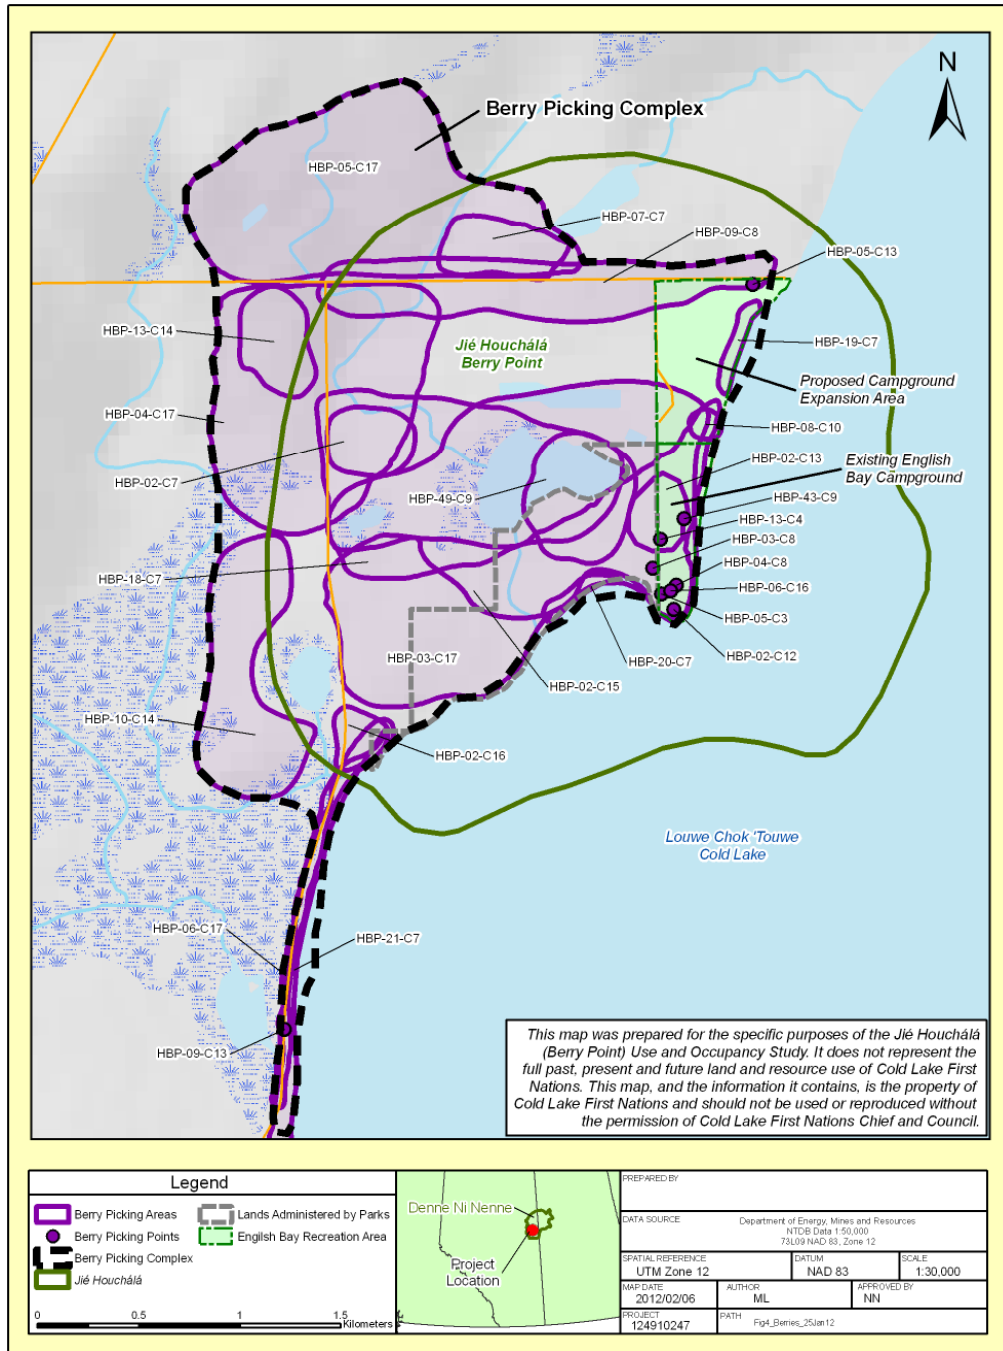 N
Berry Picking Complex
HBP-05-C17
HBP-07-C7
HBP-09-C8
HBP-05-C13
HBP-13-C14
Jié Houchálá
Berry Point
HBP-19-C7
Proposed Campground
Expansion Area
HBP-04-C17
HBP-08-C10
HBP-02-C13
HBP-02-C7
Existing English
Bay Campground
HBP-49-C9
HBP-43-C9
HBP-13-C4
HBP-03-C8
HBP-04-C8
HBP-18-C7
HBP-06-C16
HBP-05-C3
HBP-03-C17
HBP-02-C12
HBP-20-C7
HBP-02-C15
HBP-10-C14
HBP-02-C16
Louwe Chok 'Touwe
Cold Lake
HBP-06-C17
HBP-21-C7
HBP-09-C13
This map was prepared for the specific purposes of the Jié Houchálá
(Berry Point) Use and Occupancy Study. It does not represent the
full past, present and future land and resource use of Cold Lake First
Nations. This map, and the information it contains, is the property of
Cold Lake First Nations and should not be used or reproduced without
the permission of Cold Lake First Nations Chief and Council.
Legend
Berry Picking Areas
Berry Picking Points
Berry Picking Complex
Jié Houchálá
Lands Administered by Parks
Engilsh Bay Recreation Area
0 0.5 1 1.5
Kilometers
Denne Ni Nenne
Project
Location
PREPARED BY
DATA SOURCE
Department of Energy, Mines and Resources
NTDB Data 1:50,000
73L09 NAD 83, Zone 12
SPATIAL REFERENCE
UTM Zone 12
DATUM
NAD 83
SCALE
1:30,000
MAP DATE
2012/02/06
AUTHOR
ML
APPROVED BY
NN
PROJECT
124910247
PATH
Fig4_Berries_25Jan12